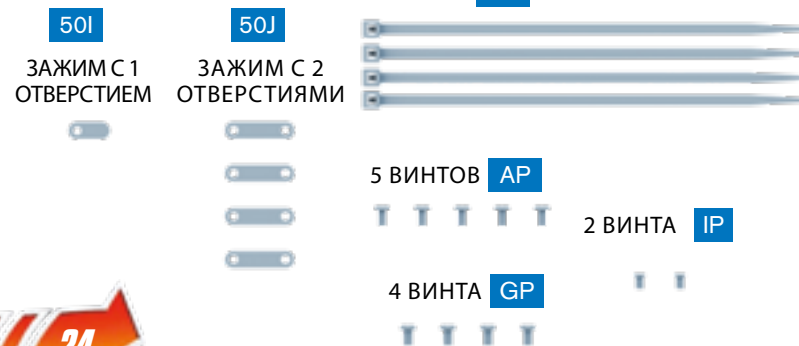 50I
ЗАЖИМ С 1
ОТВЕРСТИЕМ
50J
ЗАЖИМ С 2
ОТВЕРСТИЯМИ
5 ВИНТОВ AP
2 ВИНТА IP
4 ВИНТА GP
24